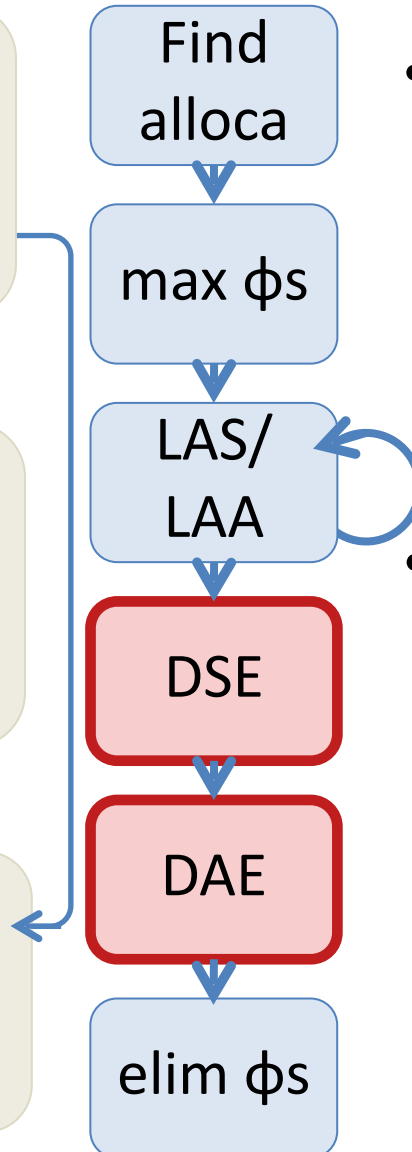 Find
alloca
max ϕs
LAS/
LAA
DSE
DAE
elim ϕs